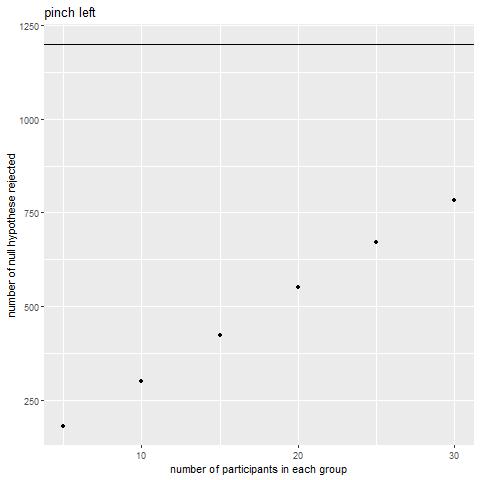 pinch left
1250
1000
750
500
250
number of null hypothese rejected
10 20 30
number of participants in each group